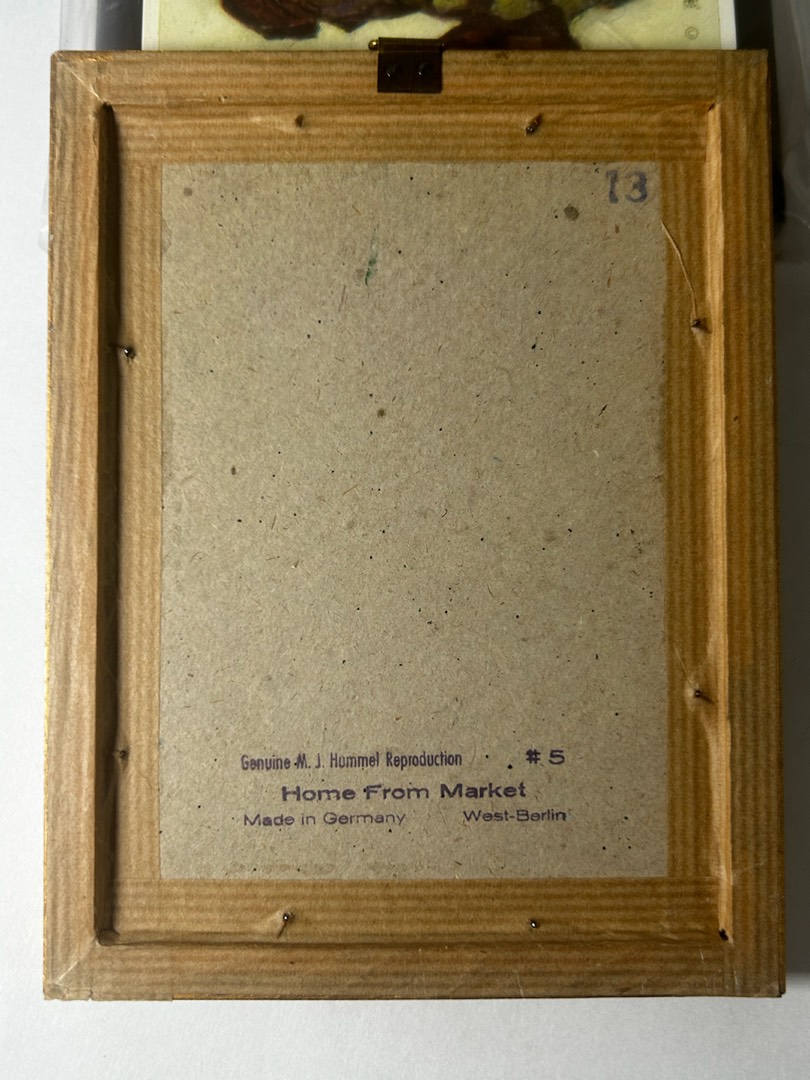 ©
13
Genuine M. J. Hummel Reproduction # 5
Home From Market
Made in Germany West-Berlin